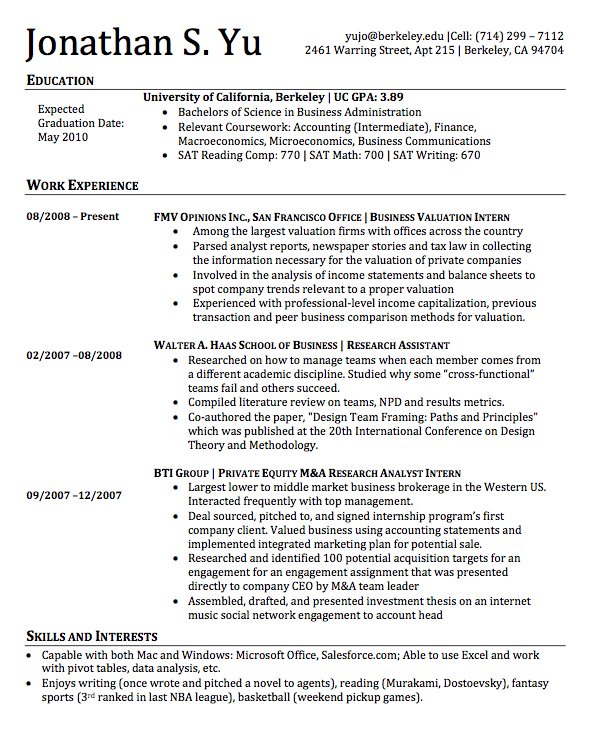 Jonathan S. Yu
yujo@berkeley.edu |Cell: (714) 299 – 7112
2461 Warring Street, Apt 215 | Berkeley, CA 94704
EDUCATION
University of California, Berkeley | UC GPA: 3.89
Expected
Graduation Date:
May 2010
• Bachelors of Science in Business Administration
• Relevant Coursework: Accounting (Intermediate), Finance,
Macroeconomics, Microeconomics, Business Communications
• SAT Reading Comp: 770 | SAT Math: 700 | SAT Writing: 670
WORK EXPERIENCE
08/2008 – Present
FMV OPINIONS INC., SAN FRANCISCO OFFICE | BUSINESS VALUATION INTERN
• Among the largest valuation firms with offices across the country
• Parsed analyst reports, newspaper stories and tax law in collecting
the information necessary for the valuation of private companies
• Involved in the analysis of income statements and balance sheets to
spot company trends relevant to a proper valuation
• Experienced with professional-level income capitalization, previous
transaction and peer business comparison methods for valuation.
02/2007 –08/2008
WALTER A. HAAS SCHOOL OF BUSINESS | RESEARCH ASSISTANT
• Researched on how to manage teams when each member comes from
a different academic discipline. Studied why some “cross-functional”
teams fail and others succeed.
• Compiled literature review on teams, NPD and results metrics.
• Co-authored the paper, "Design Team Framing: Paths and Principles"
which was published at the 20th International Conference on Design
Theory and Methodology.
09/2007 –12/2007
BTI GROUP | PRIVATE EQUITY M&A RESEARCH ANALYST INTERN
• Largest lower to middle market business brokerage in the Western US.
Interacted frequently with top management.
• Deal sourced, pitched to, and signed internship program’s first
company client. Valued business using accounting statements and
implemented integrated marketing plan for potential sale.
• Researched and identified 100 potential acquisition targets for an
engagement for an engagement assignment that was presented
directly to company CEO by M&A team leader
• Assembled, drafted, and presented investment thesis on an internet
music social network engagement to account head
SKILLS AND INTERESTS
• Capable with both Mac and Windows: Microsoft Office, Salesforce.com; Able to use Excel and work
with pivot tables, data analysis, etc.
• Enjoys writing (once wrote and pitched a novel to agents), reading (Murakami, Dostoevsky), fantasy
sports (3rd ranked in last NBA league), basketball (weekend pickup games).